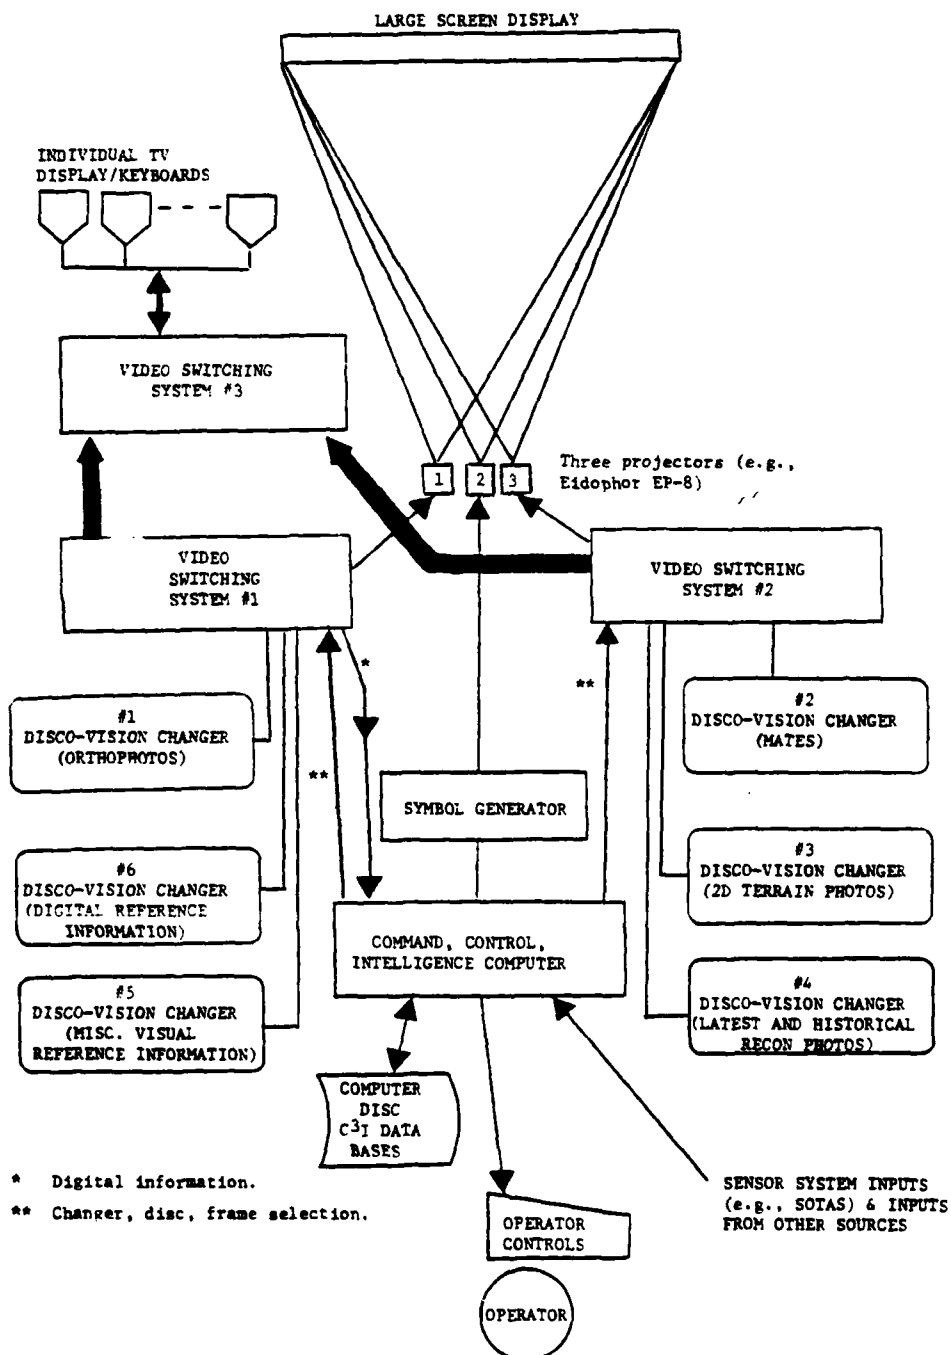 LARGE SCREEN DISPLAY
INDIVIDUAL TV
DISPLAY/KEYBOARDS
VIDEO SWITCHING
SYSTEM #3
1
2
3
Three projectors (e.g.,
Eidophor EP-8)
VIDEO
SWITCHING
SYSTEM #1
VIDEO SWITCHING
SYSTEM #2
*
**
**
#1
DISCO-VISION CHANGER
(ORTHOPHOTOS)
#2
DISCO-VISION CHANGER
(MATES)
SYMBOL GENERATOR
#6
DISCO-VISION CHANGER
(DIGITAL REFERENCE
INFORMATION)
#3
DISCO-VISION CHANGER
(2D TERRAIN PHOTOS)
COMMAND, CONTROL,
INTELLIGENCE COMPUTER
#5
DISCO-VISION CHANGER
(MISC. VISUAL
REFERENCE INFORMATION)
#4
DISCO-VISION CHANGER
(LATEST AND HISTORICAL
RECON PHOTOS)
COMPUTER
DISC
C³I DATA
BASES
* Digital information.
** Changer, disc, frame selection.
SENSOR SYSTEM INPUTS
(e.g., SOTAS) & INPUTS
FROM OTHER SOURCES
OPERATOR
CONTROLS
OPERATOR